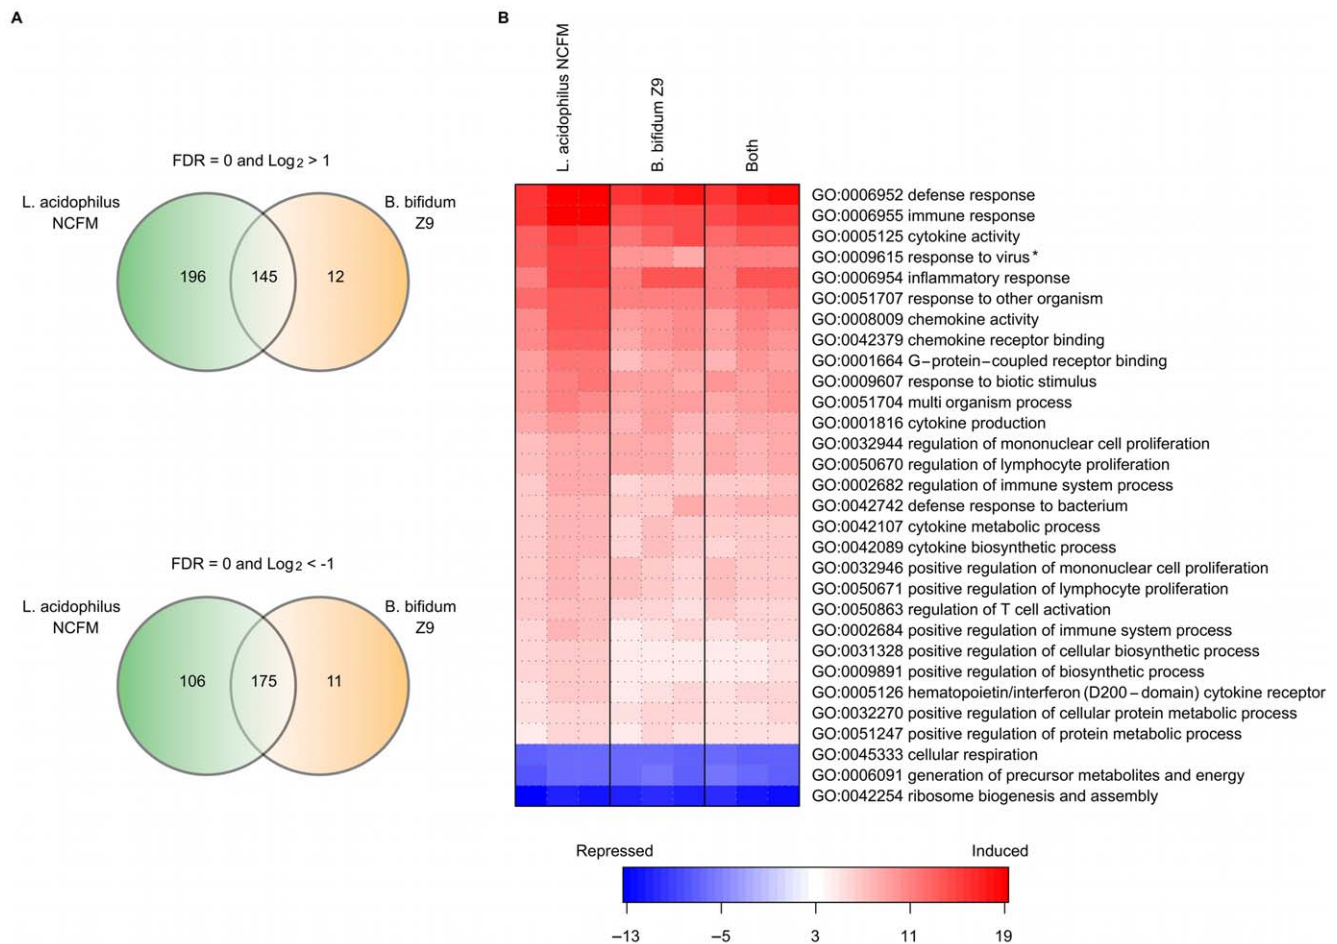 A
FDR = 0 and Log2 > 1
L. acidophilus
NCFM
B. bifidum
Z9
196
145
12
FDR = 0 and Log2 < -1
L. acidophilus
NCFM
B. bifidum
Z9
106
175
11
B
L. acidophilus NCFM
B. bifidum Z9
Both
GO:0006952 defense response
GO:0006955 immune response
GO:0005125 cytokine activity
GO:0009615 response to virus*
GO:0006954 inflammatory response
GO:0051707 response to other organism
GO:0008009 chemokine activity
GO:0042379 chemokine receptor binding
GO:0001664 G−protein−coupled receptor binding
GO:0009607 response to biotic stimulus
GO:0051704 multi organism process
GO:0001816 cytokine production
GO:0032944 regulation of mononuclear cell proliferation
GO:0050670 regulation of lymphocyte proliferation
GO:0002682 regulation of immune system process
GO:0042742 defense response to bacterium
GO:0042107 cytokine metabolic process
GO:0042089 cytokine biosynthetic process
GO:0032946 positive regulation of mononuclear cell proliferation
GO:0050671 positive regulation of lymphocyte proliferation
GO:0050863 regulation of T cell activation
GO:0002684 positive regulation of immune system process
GO:0031328 positive regulation of cellular biosynthetic process
GO:0009891 positive regulation of biosynthetic process
GO:0005126 hematopoietin/interferon (D200−domain) cytokine receptor
GO:0032270 positive regulation of cellular protein metabolic process
GO:0051247 positive regulation of protein metabolic process
GO:0045333 cellular respiration
GO:0006091 generation of precursor metabolites and energy
GO:0042254 ribosome biogenesis and assembly
Repressed
Induced
−13
−5
3
11
19